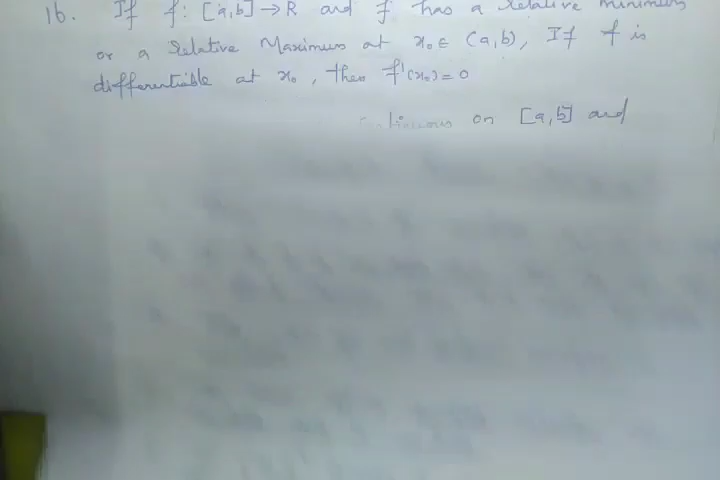 16. If f: [a,b] → R and f has a relative minimum
or a Relative Maximum at x₀ ∈ (a,b), If f is
differentiable at x₀, then f'(x₀) = 0
on [a,b] and